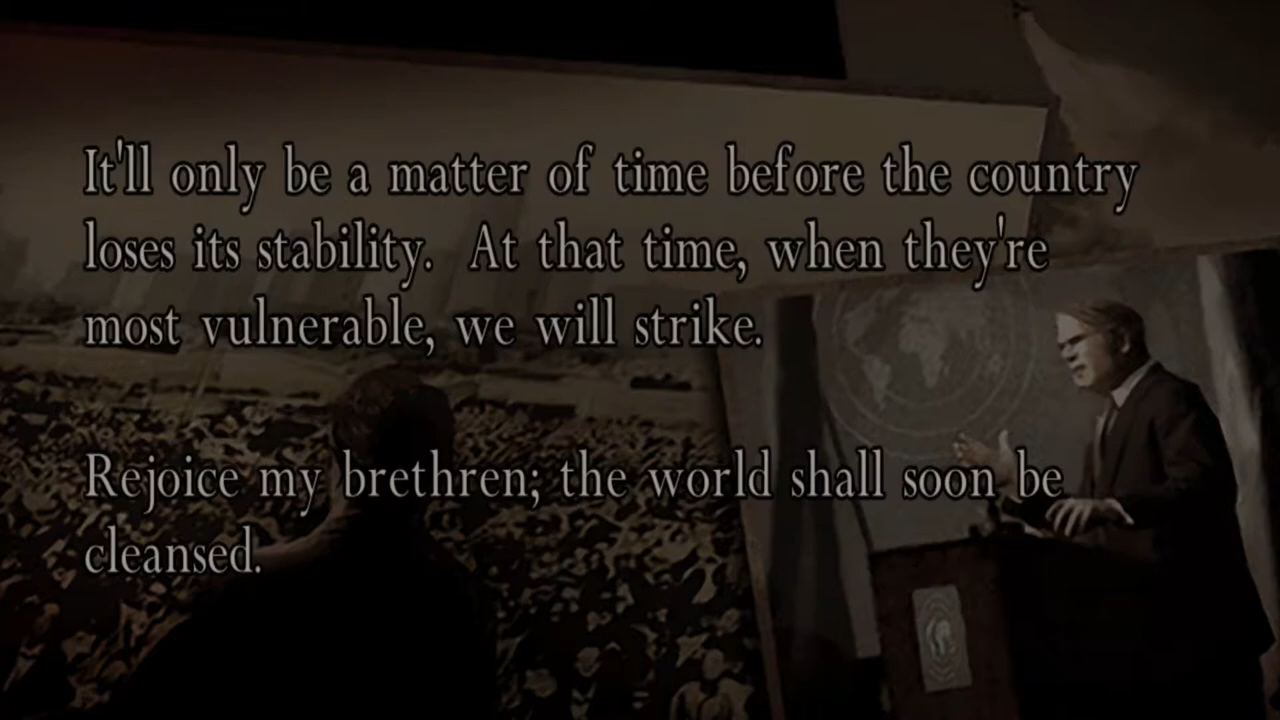 It'll only be a matter of time before the country
loses its stability. At that time, when they're
most vulnerable, we will strike.
Rejoice my brethren; the world shall soon be
cleansed.